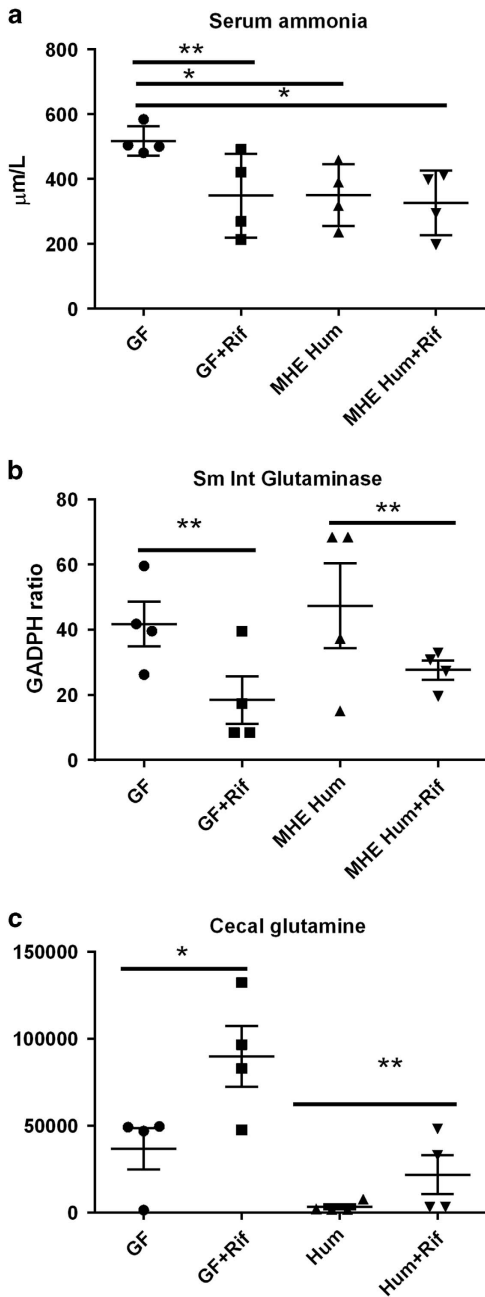 a
Serum ammonia
800
600
400
200
0
μm/L
**
*
*
GF
GF+Rif
MHE Hum
MHE Hum+Rif
b
Sm Int Glutaminase
80
60
40
20
0
GADPH ratio
**
**
GF
GF+Rif
MHE Hum
MHE Hum+Rif
c
Cecal glutamine
150000
100000
50000
0
*
**
GF
GF+Rif
Hum
Hum+Rif